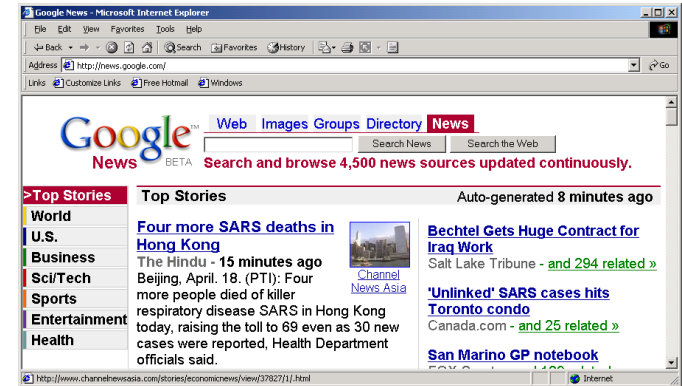 Google News - Microsoft Internet Explorer
File Edit View Favorites Tools Help
Back Search Favorites History
Address http://news.google.com/ Go
Links Customize Links Free Hotmail Windows
Web Images Groups Directory News
Google™
Search News Search the Web
News BETA Search and browse 4,500 news sources updated continuously.
>Top Stories
World
U.S.
Business
Sci/Tech
Sports
Entertainment
Health
Top Stories Auto-generated 8 minutes ago
Four more SARS deaths in
Hong Kong
The Hindu - 15 minutes ago
Beijing, April. 18. (PTI): Four
more people died of killer
respiratory disease SARS in Hong Kong
today, raising the toll to 69 even as 30 new
cases were reported, Health Department
officials said.
Channel
News Asia
Bechtel Gets Huge Contract for
Iraq Work
Salt Lake Tribune - and 294 related »
'Unlinked' SARS cases hits
Toronto condo
Canada.com - and 25 related »
San Marino GP notebook
http://www.channelnewsasia.com/stories/economicnews/view/37827/1/.html Internet